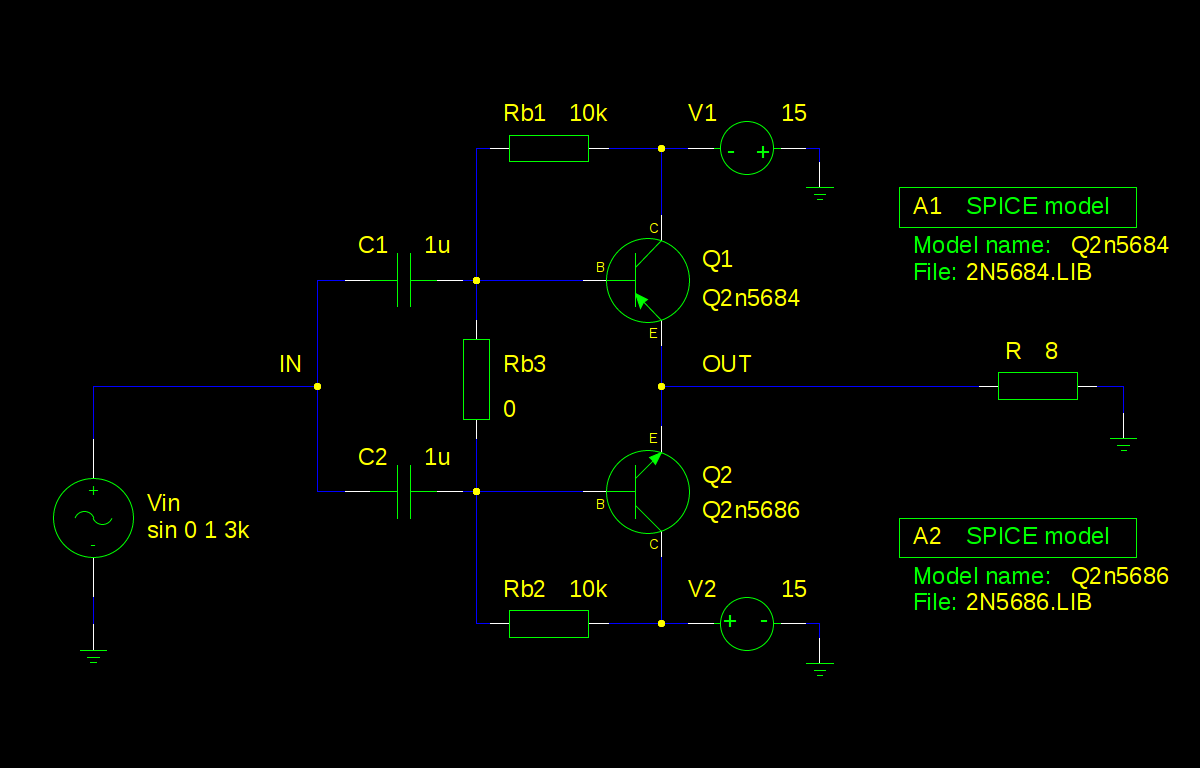 Rb1 10k
V1 15
- +
C1 1u
C
B
E
Q1
Q2n5684
A1 SPICE model
Model name: Q2n5684
File: 2N5684.LIB
IN
Rb3
0
OUT
R 8
C2 1u
E
B
C
Q2
Q2n5686
+
-
Vin
sin 0 1 3k
A2 SPICE model
Model name: Q2n5686
File: 2N5686.LIB
Rb2 10k
V2 15
+ -